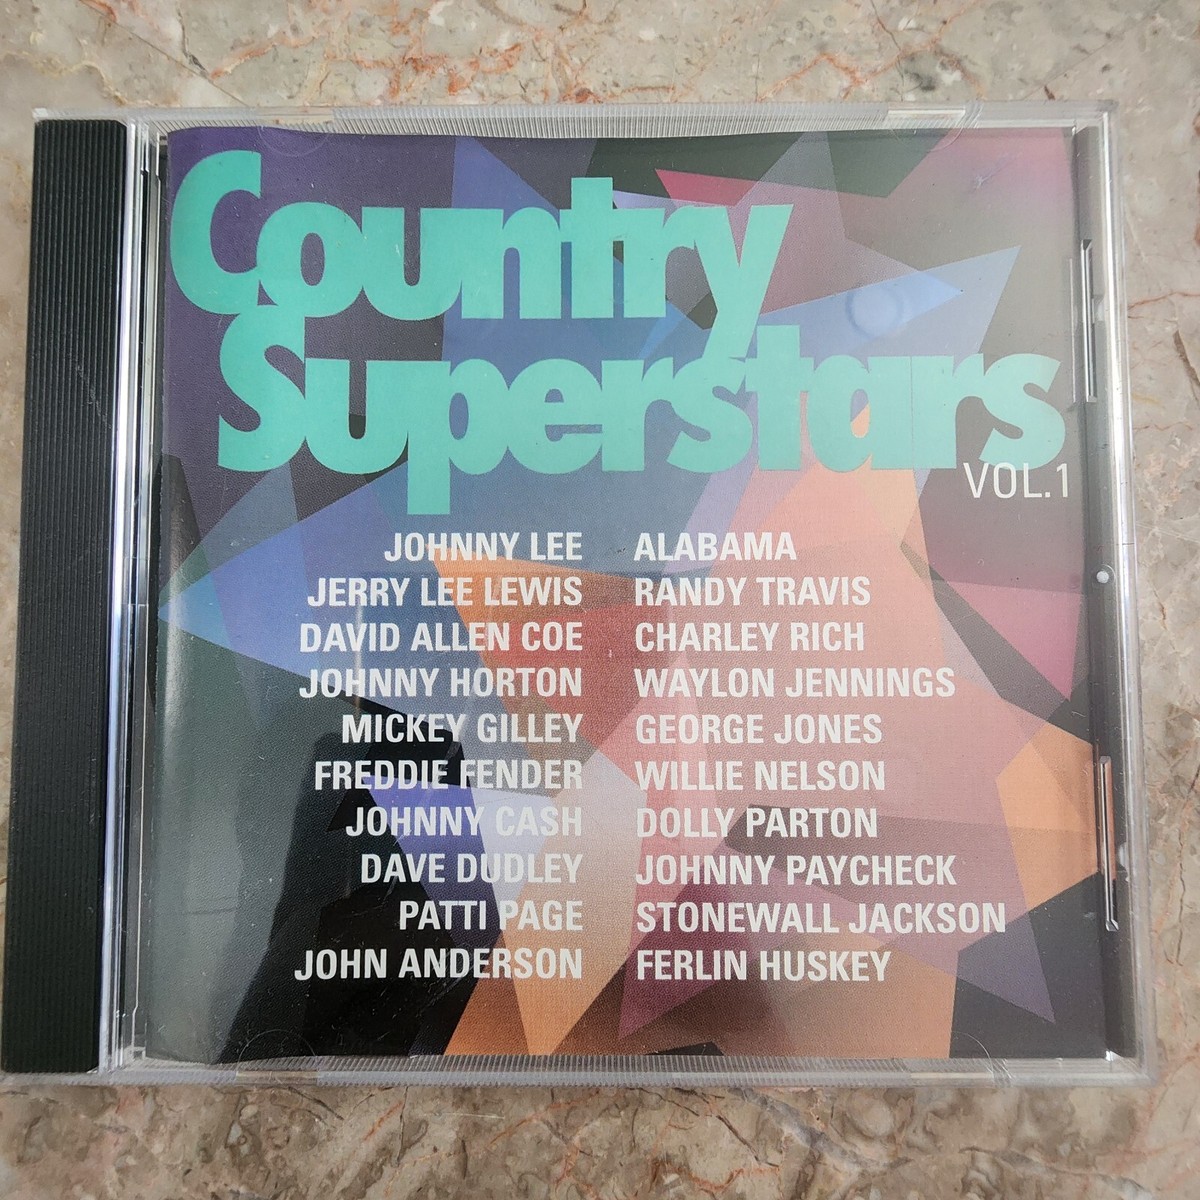 Country
Superstars
VOL.1
JOHNNY LEE
JERRY LEE LEWIS
DAVID ALLEN COE
JOHNNY HORTON
MICKEY GILLEY
FREDDIE FENDER
JOHNNY CASH
DAVE DUDLEY
PATTI PAGE
JOHN ANDERSON
ALABAMA
RANDY TRAVIS
CHARLEY RICH
WAYLON JENNINGS
GEORGE JONES
WILLIE NELSON
DOLLY PARTON
JOHNNY PAYCHECK
STONEWALL JACKSON
FERLIN HUSKEY